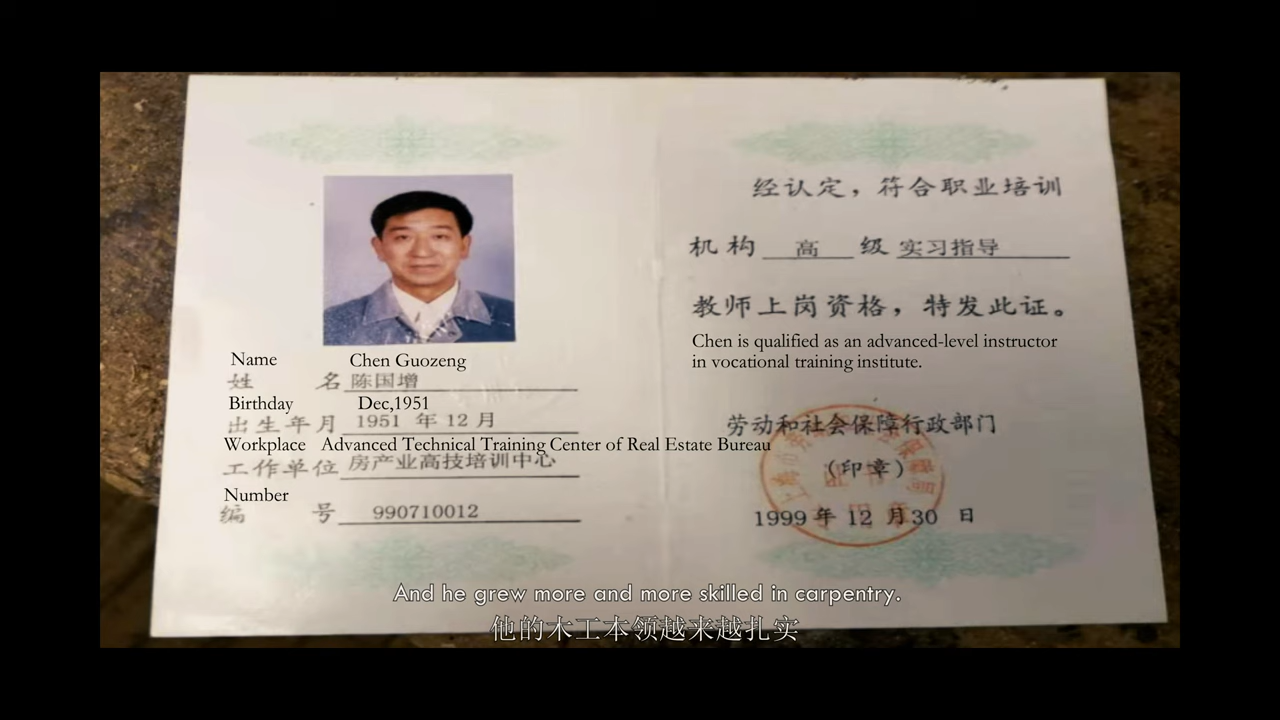 Name Chen Guozeng
姓 名 陈国增
Birthday Dec,1951
出生年月 1951 年 12 月
Workplace Advanced Technical Training Center of Real Estate Bureau
工作单位 房产业高技培训中心
Number
编 号 990710012
经认定，符合职业培训
机构 高 级 实习指导
教师上岗资格，特发此证。
Chen is qualified as an advanced-level instructor
in vocational training institute.
劳动和社会保障行政部门
（印章）
1999 年 12 月 30 日
And he grew more and more skilled in carpentry.
他的木工本领越来越扎实